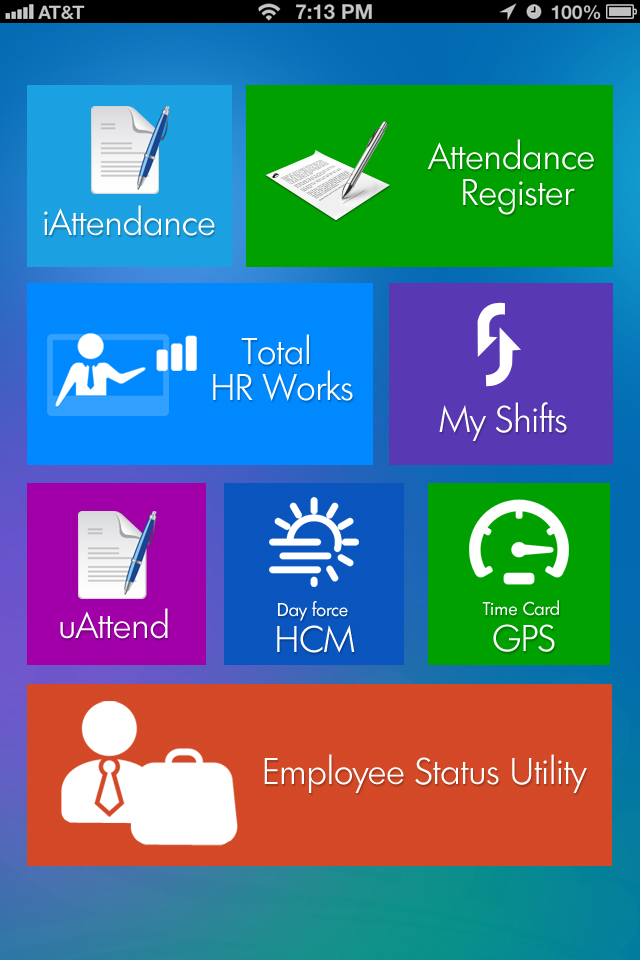 AT&T 7:13 PM 100%
iAttendance
Attendance
Register
Total
HR Works
My Shifts
uAttend
Day force
HCM
Time Card
GPS
Employee Status Utility